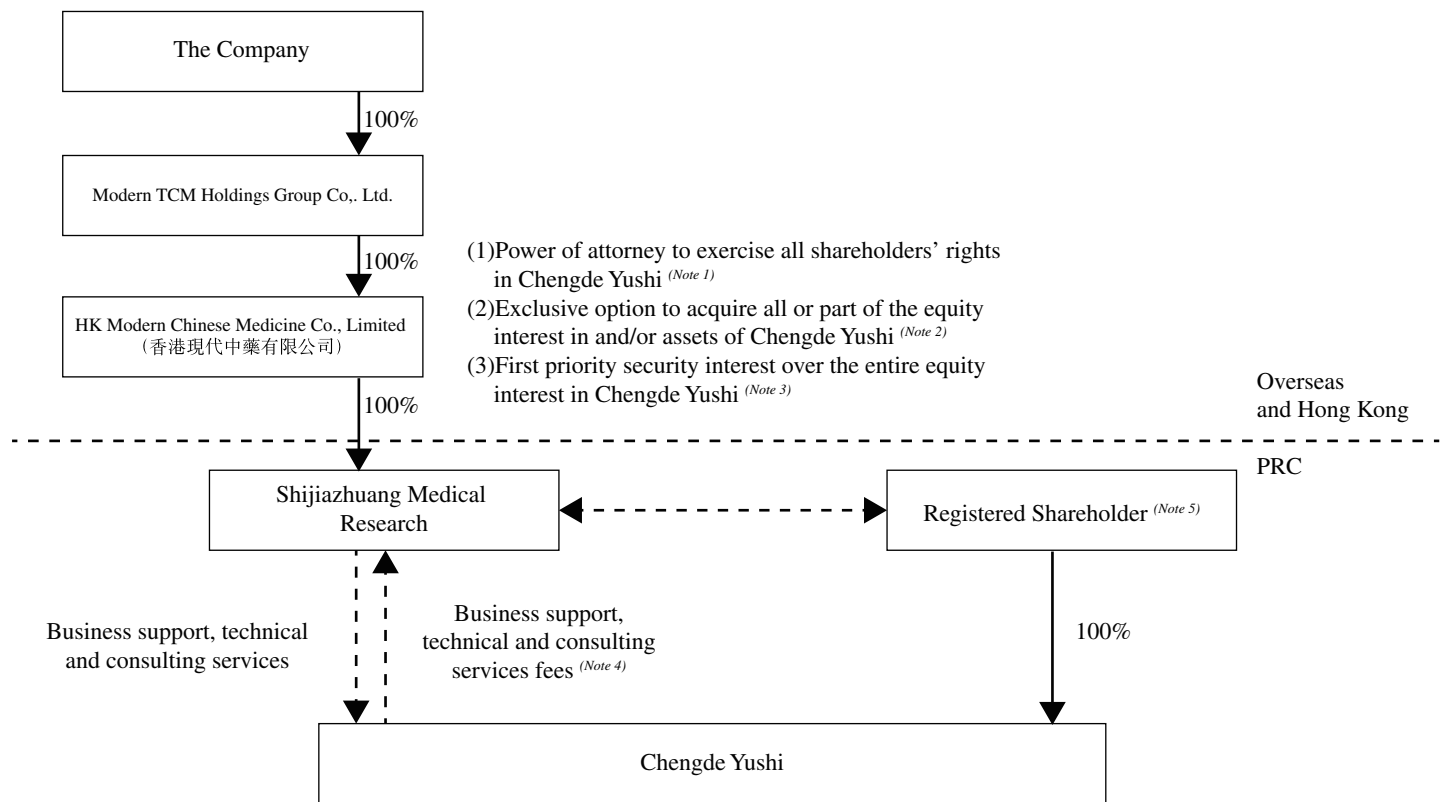 The Company
100%
Modern TCM Holdings Group Co,. Ltd.
100%
HK Modern Chinese Medicine Co., Limited
（香港現代中藥有限公司）
100%
(1)Power of attorney to exercise all shareholders’ rights
in Chengde Yushi (Note 1)
(2)Exclusive option to acquire all or part of the equity
interest in and/or assets of Chengde Yushi (Note 2)
(3)First priority security interest over the entire equity
interest in Chengde Yushi (Note 3)
Overseas
and Hong Kong
PRC
Shijiazhuang Medical
Research
Registered Shareholder (Note 5)
Business support, technical
and consulting services
Business support,
technical and consulting
services fees (Note 4)
100%
Chengde Yushi